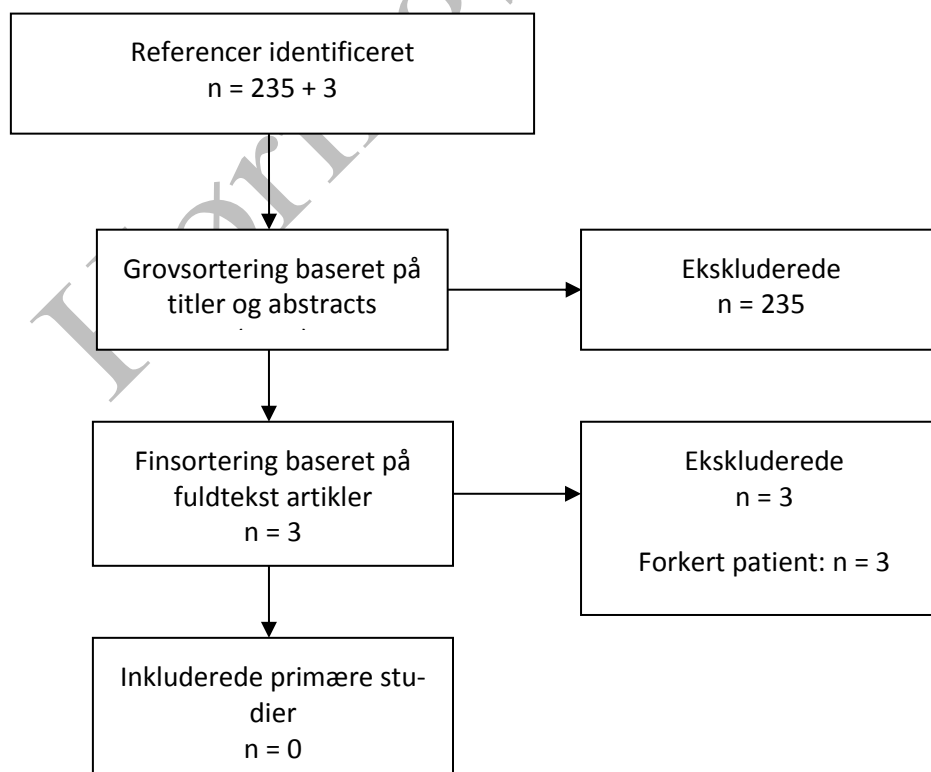 Referencer identificeret
n = 235 + 3
Grovsortering baseret på
titler og abstracts
Ekskluderede
n = 235
Finsortering baseret på
fuldtekst artikler
n = 3
Ekskluderede
n = 3
Forkert patient: n = 3
Inkluderede primære stu-
dier
n = 0